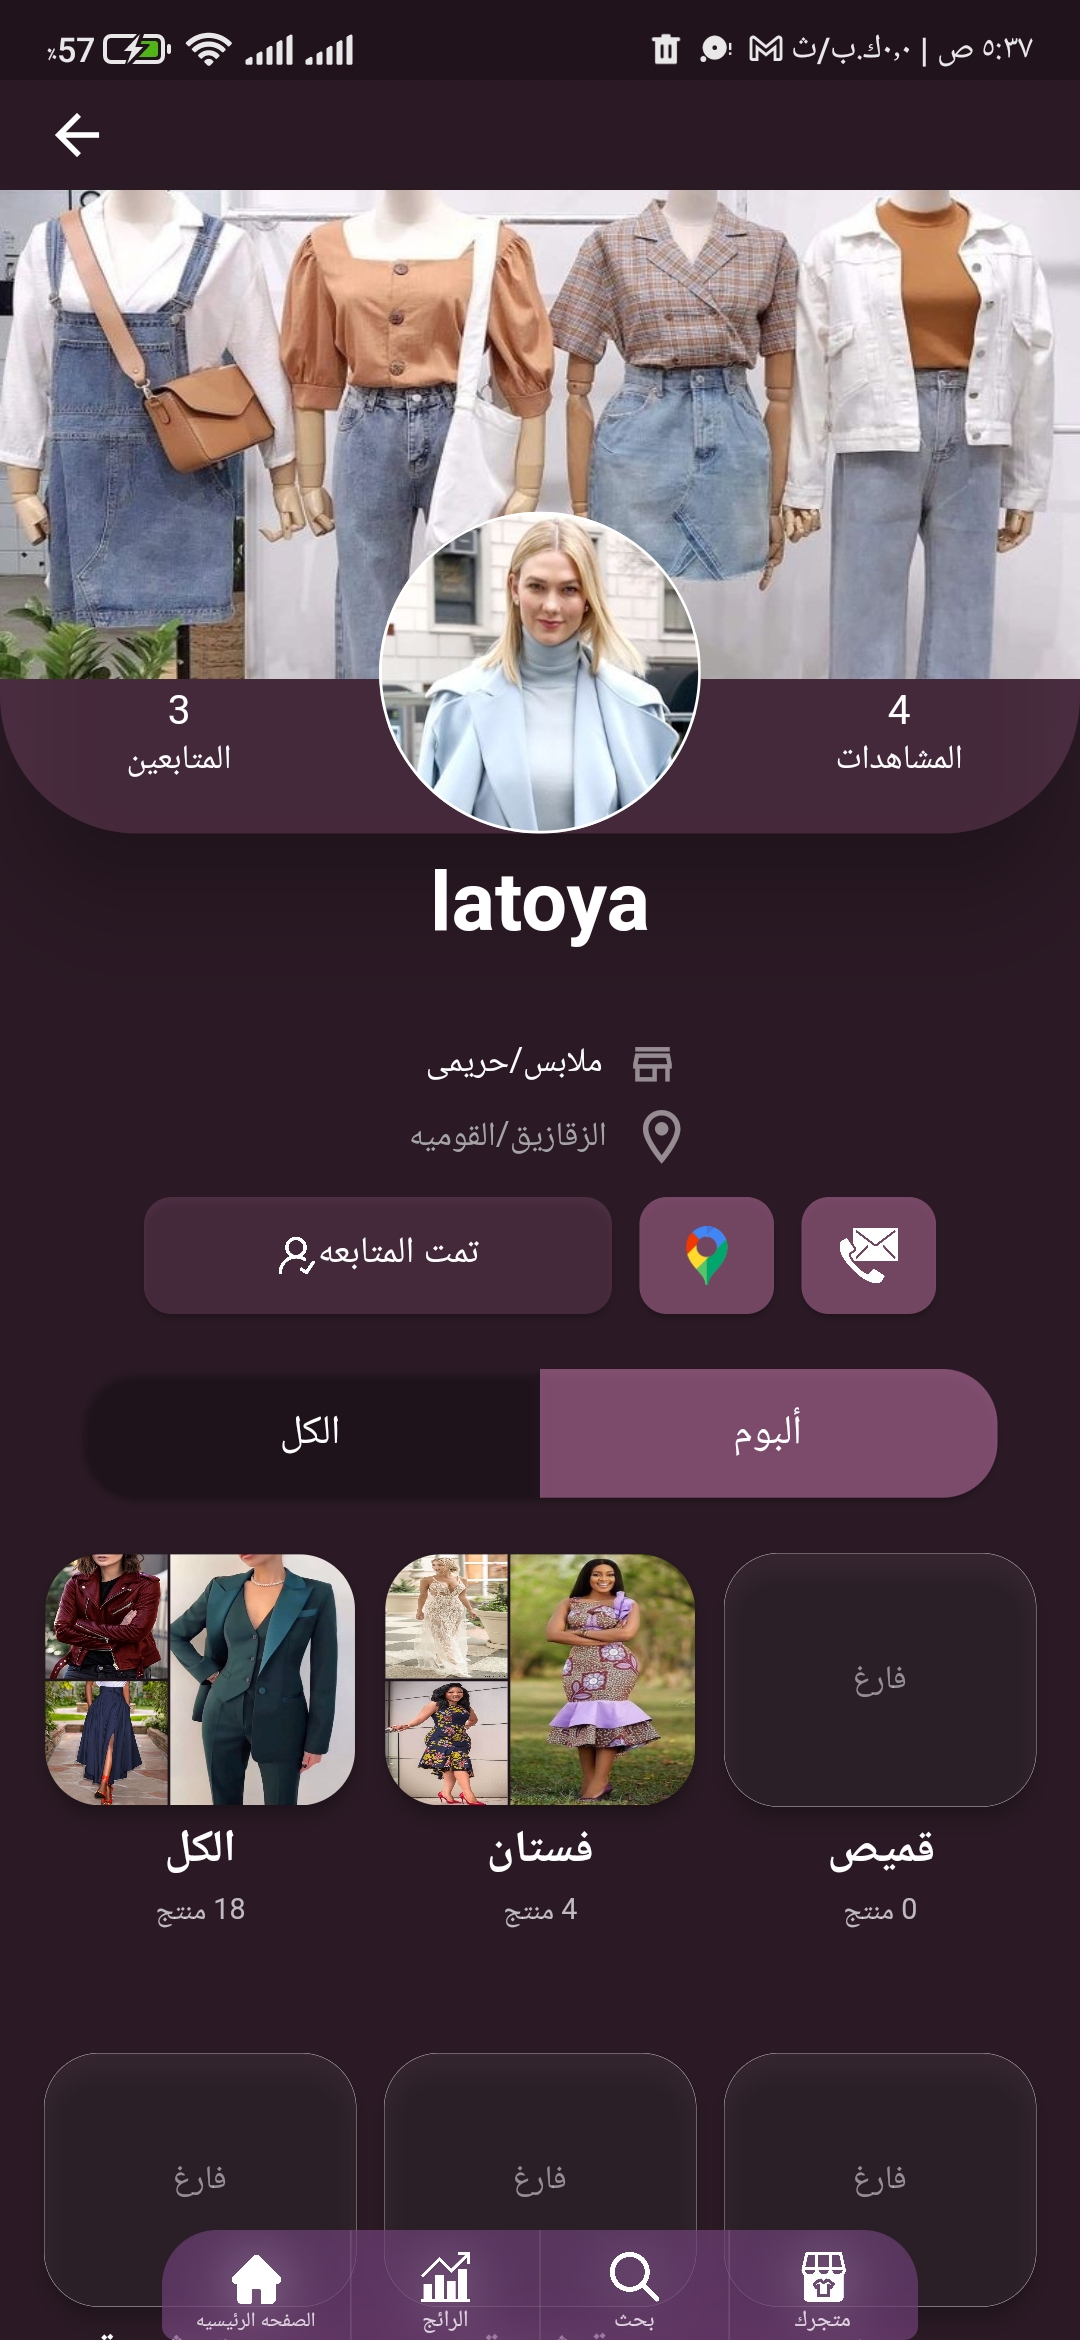 ٥:٣٧ ص | ٠,٠ك.ب/ث
57٪
4
المشاهدات
3
المتابعين
latoya
ملابس/حريمى
الزقازيق/القوميه
تمت المتابعه
ألبوم
الكل
فارغ
قميص
0 منتج
فستان
4 منتج
الكل
18 منتج
فارغ
فارغ
فارغ
متجرك
بحث
الرائج
الصفحه الرئيسيه